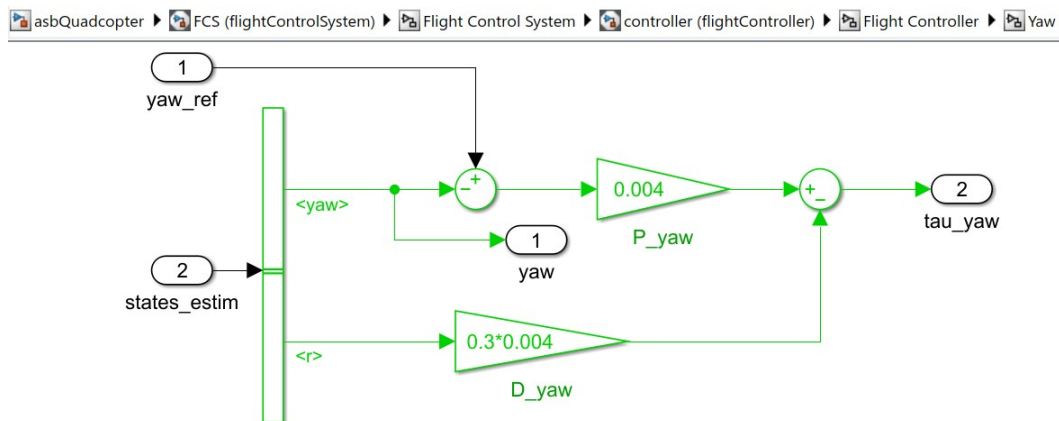 asbQuadcopter FCS (flightControlSystem) Flight Control System controller (flightController) Flight Controller Yaw
1
yaw_ref
<yaw>
- +
0.004
P_yaw
+ -
2
tau_yaw
1
yaw
2
states_estim
<r>
0.3*0.004
D_yaw